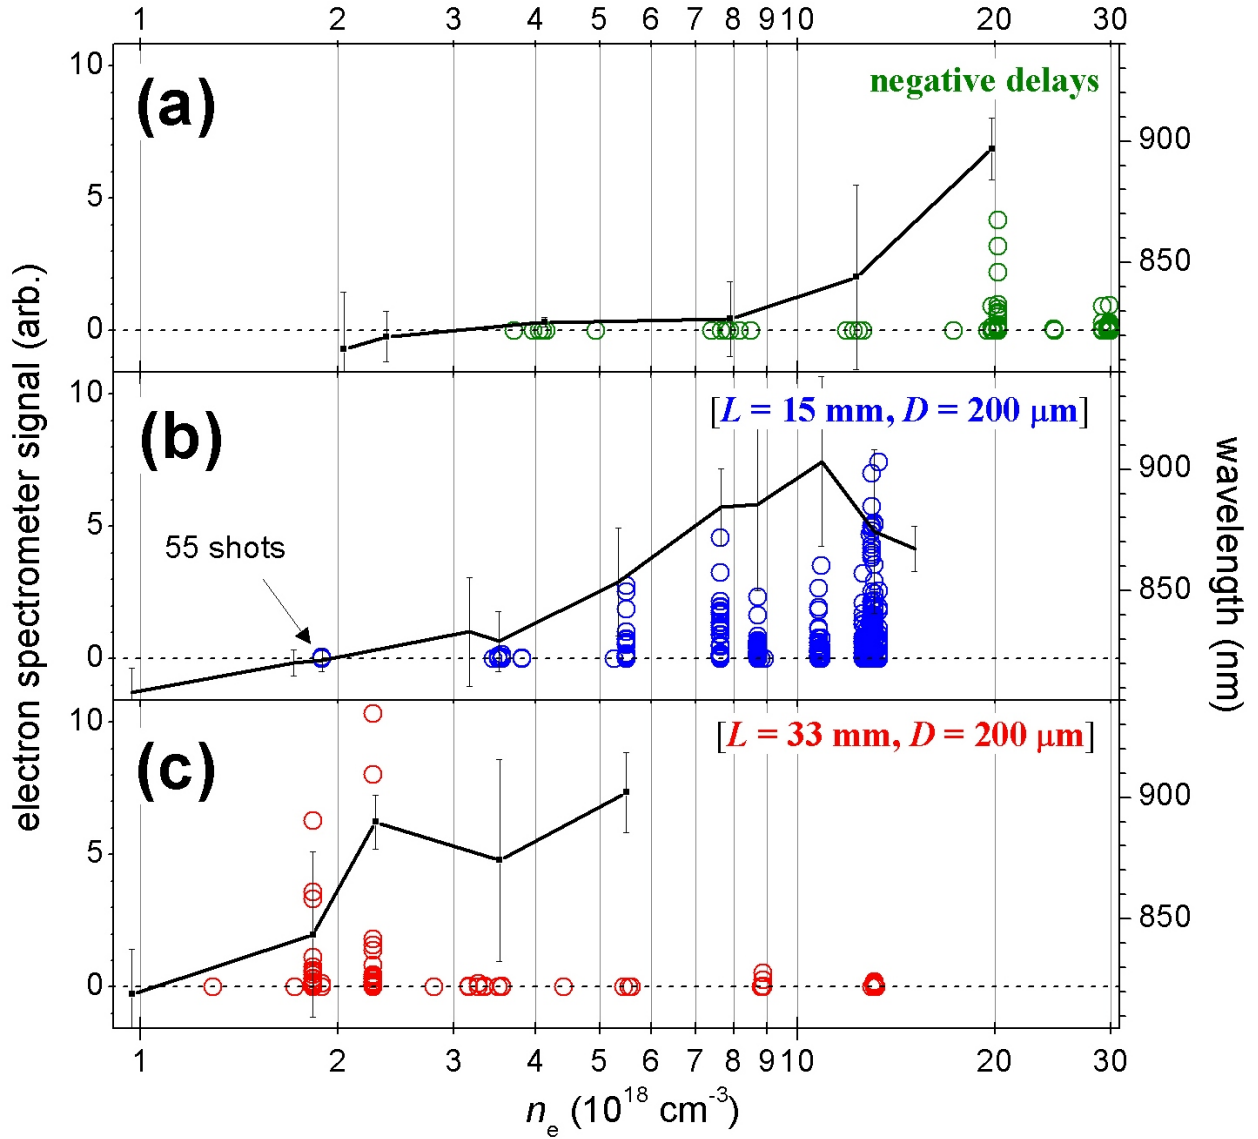 1 2 3 4 5 6 7 8 9 10 20 30
(a)
negative delays
10
5
0
900
850
(b)
[L = 15 mm, D = 200 μm]
55 shots
10
5
0
900
850
(c)
[L = 33 mm, D = 200 μm]
10
5
0
900
850
electron spectrometer signal (arb.)
wavelength (nm)
1 2 3 4 5 6 7 8 9 10 20 30
nₑ (10¹⁸ cm⁻³)